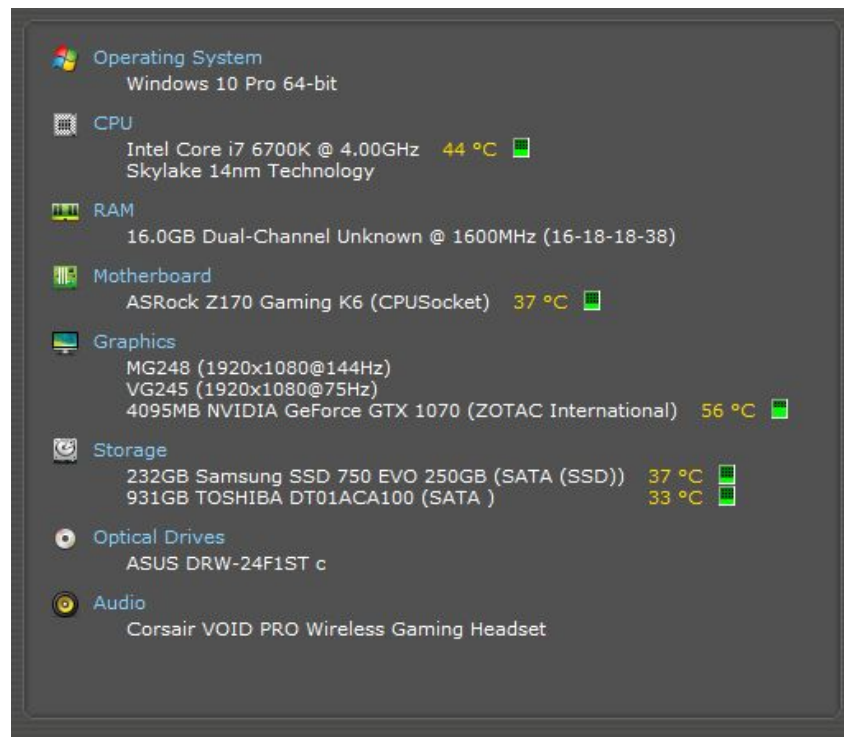 Operating System
Windows 10 Pro 64-bit
CPU
Intel Core i7 6700K @ 4.00GHz 44 °C
Skylake 14nm Technology
RAM
16.0GB Dual-Channel Unknown @ 1600MHz (16-18-18-38)
Motherboard
ASRock Z170 Gaming K6 (CPUSocket) 37 °C
Graphics
MG248 (1920x1080@144Hz)
VG245 (1920x1080@75Hz)
4095MB NVIDIA GeForce GTX 1070 (ZOTAC International) 56 °C
Storage
232GB Samsung SSD 750 EVO 250GB (SATA (SSD)) 37 °C
931GB TOSHIBA DT01ACA100 (SATA ) 33 °C
Optical Drives
ASUS DRW-24F1ST c
Audio
Corsair VOID PRO Wireless Gaming Headset